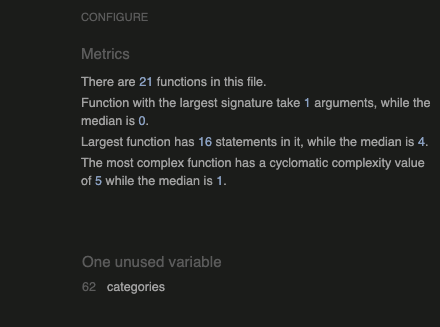 CONFIGURE
Metrics
There are 21 functions in this file.
Function with the largest signature take 1 arguments, while the
median is 0.
Largest function has 16 statements in it, while the median is 4.
The most complex function has a cyclomatic complexity value
of 5 while the median is 1.
One unused variable
62 categories